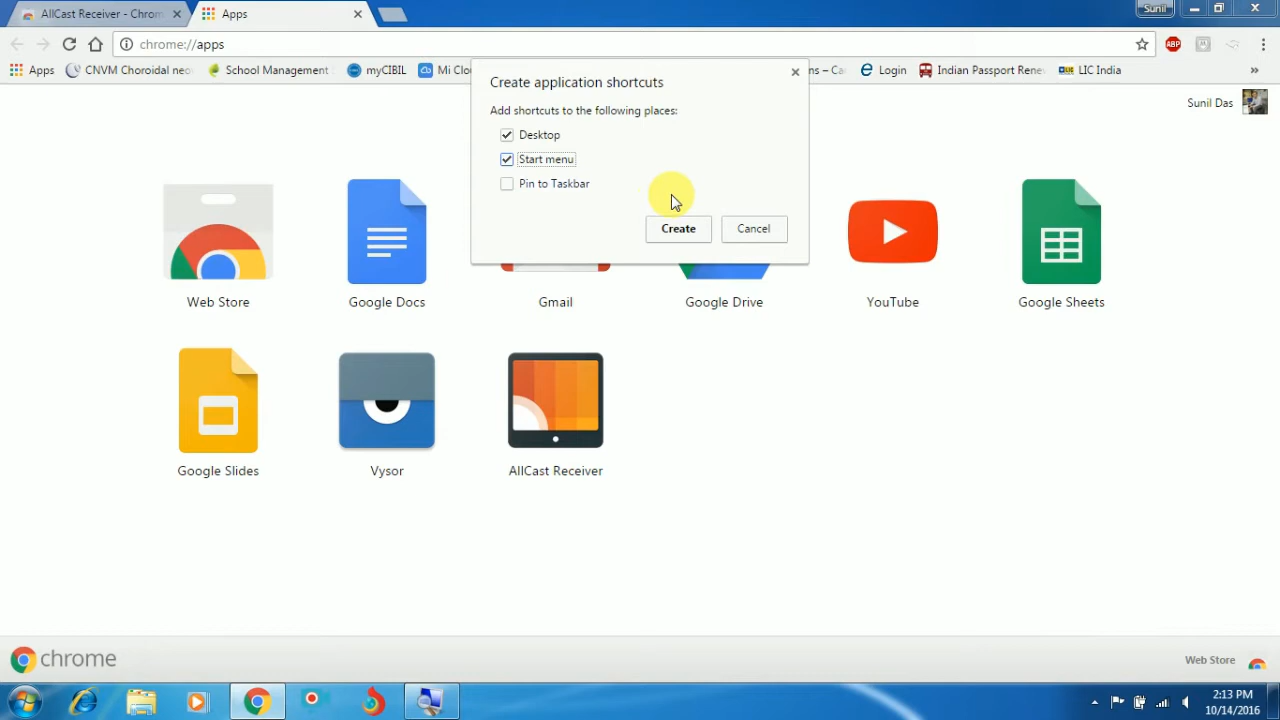 AllCast Receiver - Chrom
Apps
Sunil
chrome://apps
ABP
Apps
CNVM Choroidal neo
School Management
myCIBIL
Mi Clo
ns – Ca
Login
Indian Passport Rene
LIC India
Create application shortcuts
Add shortcuts to the following places:
Desktop
Start menu
Pin to Taskbar
Create
Cancel
Sunil Das
Web Store
Google Docs
Gmail
Google Drive
YouTube
Google Sheets
Google Slides
Vysor
AllCast Receiver
chrome
Web Store
2:13 PM
10/14/2016